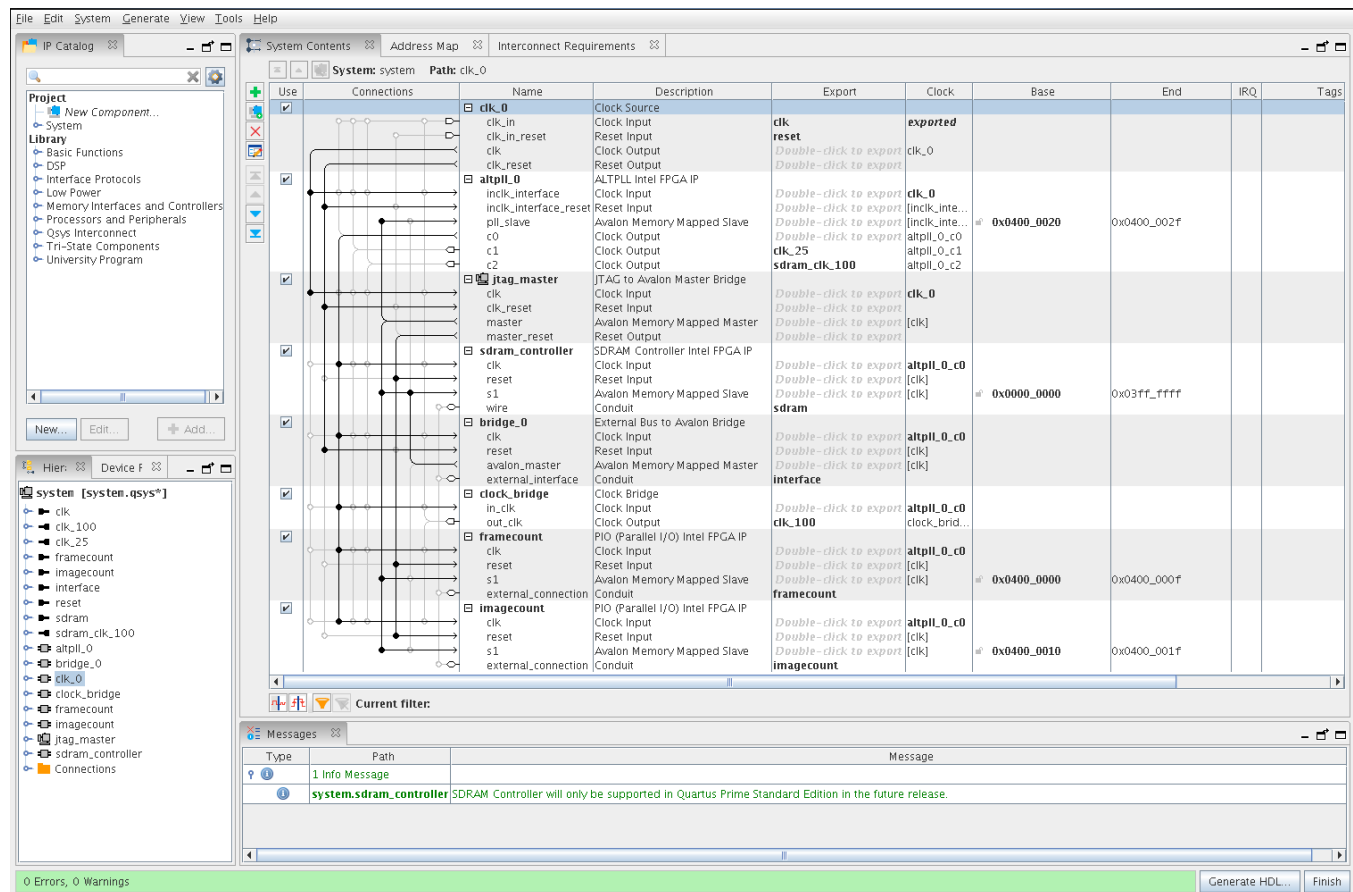 File Edit System Generate View Tools Help
IP Catalog
Project
New Component...
System
Library
Basic Functions
DSP
Interface Protocols
Low Power
Memory Interfaces and Controllers
Processors and Peripherals
Qsys Interconnect
Tri-State Components
University Program
New... Edit... Add...
Hier: Device F
system [system.qsys*]
clk
clk_100
clk_25
framecount
imagecount
interface
reset
sdram
sdram_clk_100
altpll_0
bridge_0
clk_0
clock_bridge
framecount
imagecount
jtag_master
sdram_controller
Connections
System Contents Address Map Interconnect Requirements
System: system Path: clk_0
Use Connections Name Description Export Clock Base End IRQ Tags
clk_0 Clock Source
clk_in Clock Input clk exported
clk_in_reset Reset Input reset
clk Clock Output Double-click to export clk_0
clk_reset Reset Output Double-click to export
altpll_0 ALTPLL Intel FPGA IP
inclk_interface Clock Input Double-click to export clk_0
inclk_interface_reset Reset Input Double-click to export [inclk_inte...
pll_slave Avalon Memory Mapped Slave Double-click to export [inclk_inte... 0x0400_0020 0x0400_002f
c0 Clock Output Double-click to export altpll_0_c0
c1 Clock Output clk_25 altpll_0_c1
c2 Clock Output sdram_clk_100 altpll_0_c2
jtag_master JTAG to Avalon Master Bridge
clk Clock Input Double-click to export clk_0
clk_reset Reset Input Double-click to export
master Avalon Memory Mapped Master Double-click to export [clk]
master_reset Reset Output Double-click to export
sdram_controller SDRAM Controller Intel FPGA IP
clk Clock Input Double-click to export altpll_0_c0
reset Reset Input Double-click to export [clk]
s1 Avalon Memory Mapped Slave Double-click to export [clk] 0x0000_0000 0x03ff_ffff
wire Conduit sdram
bridge_0 External Bus to Avalon Bridge
clk Clock Input Double-click to export altpll_0_c0
reset Reset Input Double-click to export [clk]
avalon_master Avalon Memory Mapped Master Double-click to export [clk]
external_interface Conduit interface
clock_bridge Clock Bridge
in_clk Clock Input Double-click to export altpll_0_c0
out_clk Clock Output clk_100 clock_brid...
framecount PIO (Parallel I/O) Intel FPGA IP
clk Clock Input Double-click to export altpll_0_c0
reset Reset Input Double-click to export [clk]
s1 Avalon Memory Mapped Slave Double-click to export [clk] 0x0400_0000 0x0400_000f
external_connection Conduit framecount
imagecount PIO (Parallel I/O) Intel FPGA IP
clk Clock Input Double-click to export altpll_0_c0
reset Reset Input Double-click to export [clk]
s1 Avalon Memory Mapped Slave Double-click to export [clk] 0x0400_0010 0x0400_001f
external_connection Conduit imagecount
Current filter:
Messages
Type Path Message
1 Info Message
system.sdram_controller SDRAM Controller will only be supported in Quartus Prime Standard Edition in the future release.
0 Errors, 0 Warnings
Generate HDL... Finish